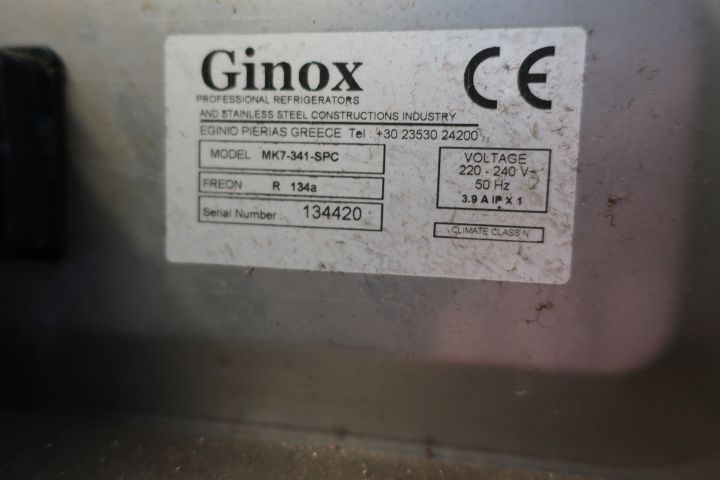 Ginox
CE
PROFESSIONAL REFRIGERATORS
AND STAINLESS STEEL CONSTRUCTIONS INDUSTRY
EGINIO PIERIAS GREECE Tel : +30 23530 24200
MODEL MK7-341-SPC
FREON R 134a
Serial Number : 134420
VOLTAGE
220 - 240 V~
50 Hz
3.9 A IP X 1
CLIMATE CLASS N